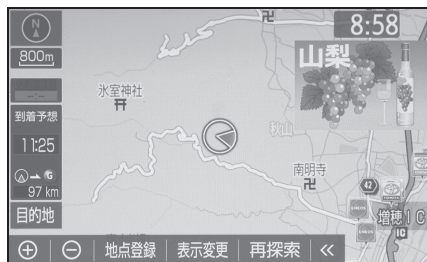 N
8:58
800m
山梨
氷室神社
--:--
到着予想
秋山
11:25
南明寺
G
97 km
42
目的地
増穂IC
IC
地点登録
表示変更
再探索
«